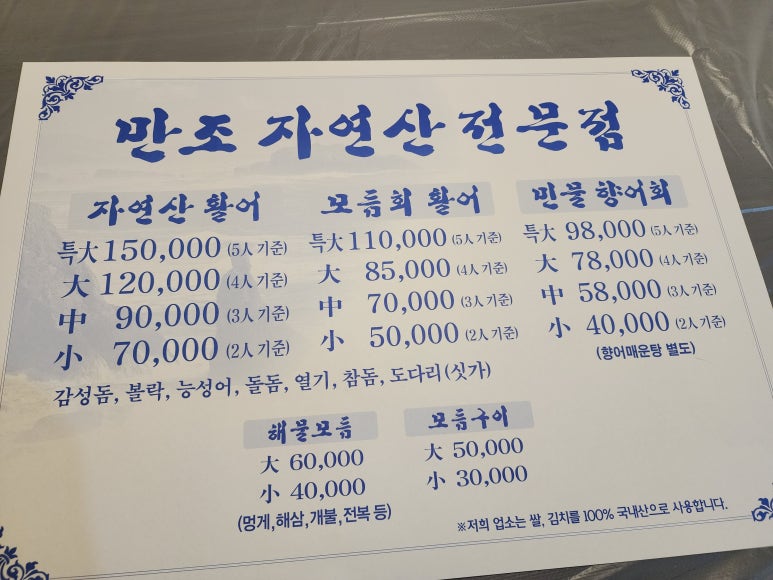 만조 자연산 전문점
자연산 활어
특大 150,000 (5人 기준)
大 120,000 (4人 기준)
中 90,000 (3人 기준)
小 70,000 (2人 기준)
모듬회 활어
특大 110,000 (5人 기준)
大 85,000 (4人 기준)
中 70,000 (3人 기준)
小 50,000 (2人 기준)
민물 향어회
특大 98,000 (5人 기준)
大 78,000 (4人 기준)
中 58,000 (3人 기준)
小 40,000 (2人 기준)
(향어매운탕 별도)
감성돔, 볼락, 능성어, 돌돔, 열기, 참돔, 도다리(싯가)
해물모듬
大 60,000
小 40,000
(멍게,해삼,개불,전복 등)
모듬구이
大 50,000
小 30,000
※저희 업소는 쌀, 김치를 100% 국내산으로 사용합니다.